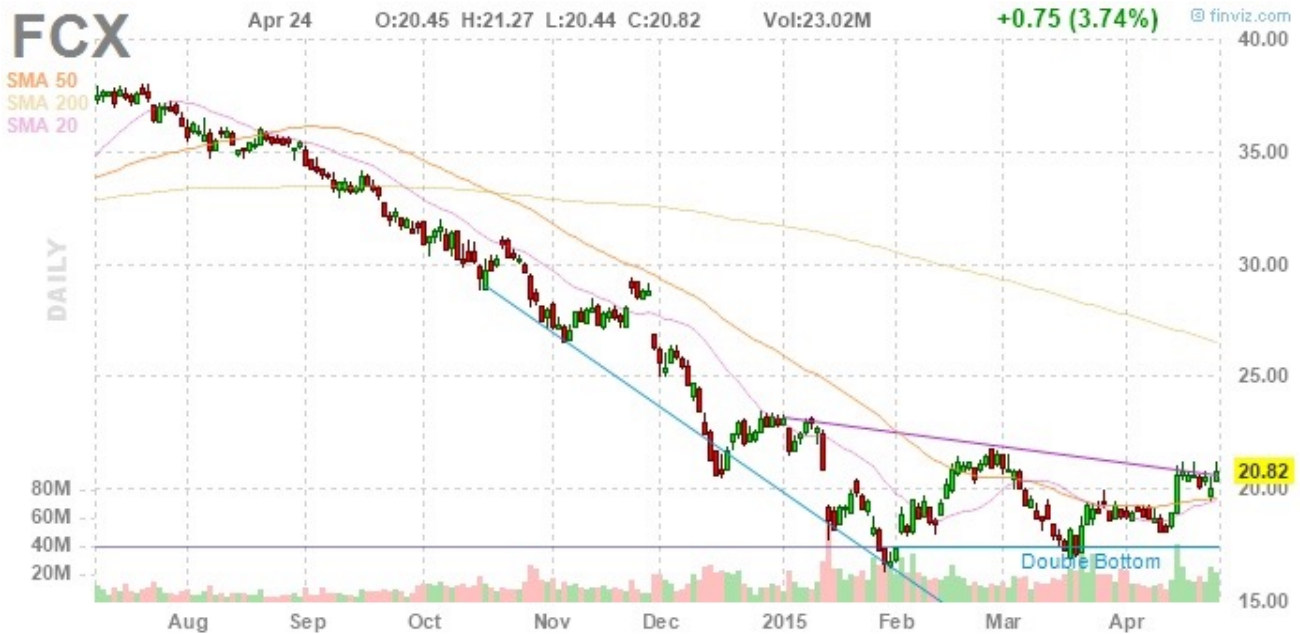 FCX
Apr 24 O:20.45 H:21.27 L:20.44 C:20.82 Vol:23.02M +0.75 (3.74%) © finviz.com
SMA 50
SMA 200
SMA 20
DAILY
40.00
35.00
30.00
25.00
20.82
20.00
15.00
80M
60M
40M
20M
Double Bottom
Aug Sep Oct Nov Dec 2015 Feb Mar Apr